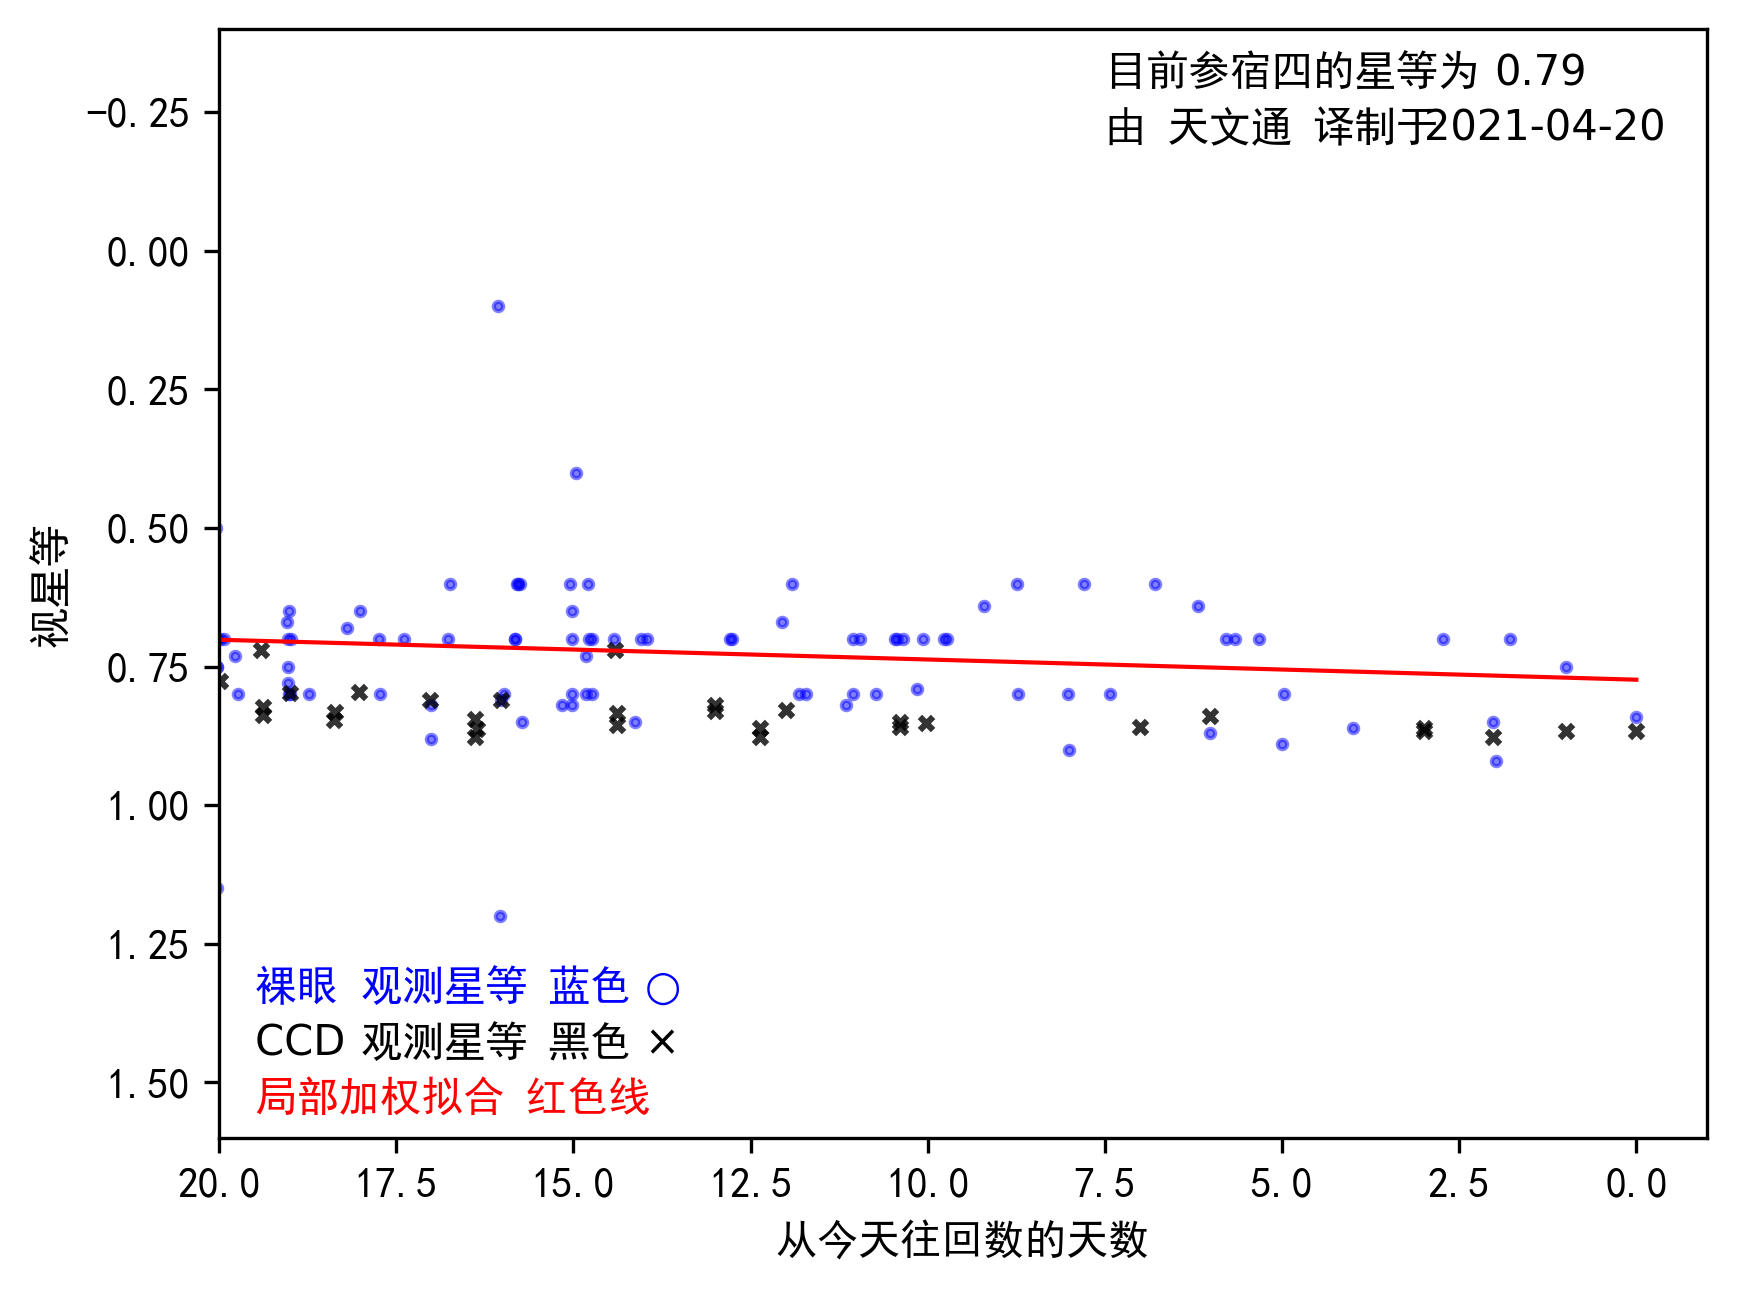 目前参宿四的星等为 0.79
由 天文通 译制于2021-04-20
−0.25
0.00
0.25
0.50
0.75
1.00
1.25
1.50
视星等
裸眼 观测星等 蓝色 ○
CCD 观测星等 黑色 ×
局部加权拟合 红色线
20.0 17.5 15.0 12.5 10.0 7.5 5.0 2.5 0.0
从今天往回数的天数